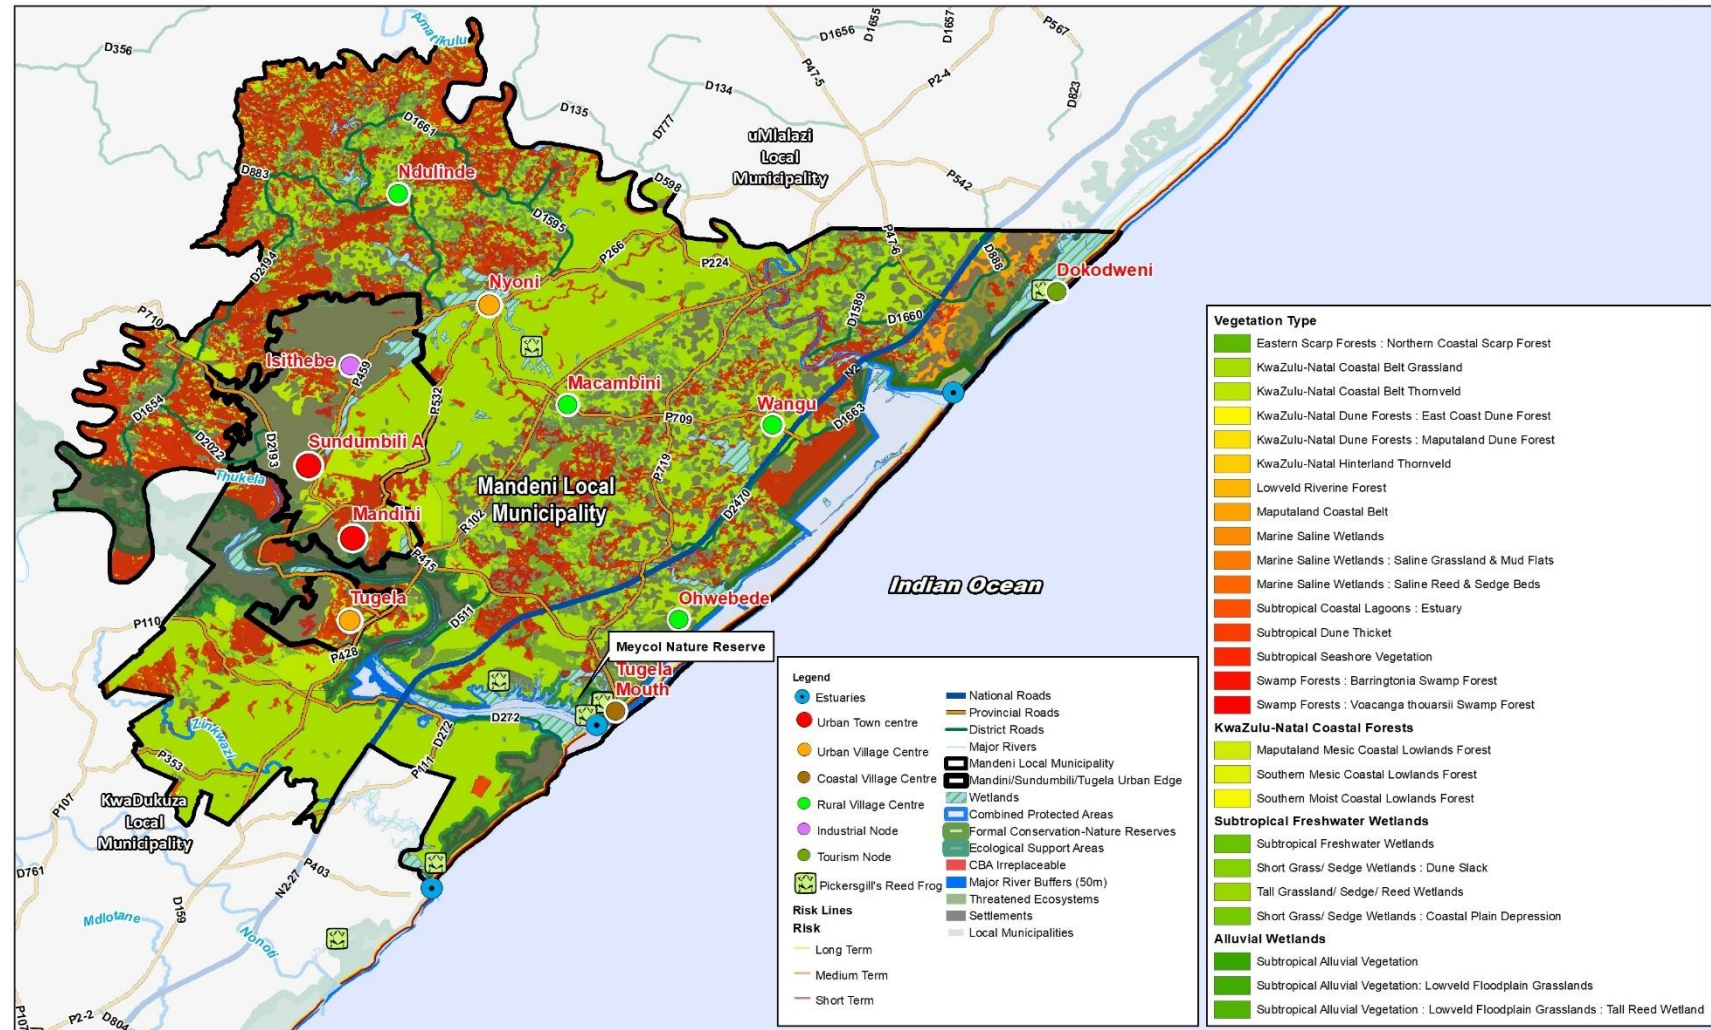 Amatikulu
D356
D1656
D1655
D1657
P567
P47-5
P2-4
D134
D823
D135
D777
D1661
uMlalazi
Local
Municipality
D883
Ndulinde
D598
P542
D1595
P266
P47-6
D888
D2194
P224
Dokodweni
Nyoni
P710
D1589
D1660
Isithebe
P459
N2
P532
Macambini
D1654
P709
Wangu
D1663
D2022
D2193
Sundumbili A
Thukela
P719
Mandeni Local
Municipality
D2470
Mandini
R102
P415
Indian Ocean
Tugela
Ohwebede
P110
D511
P428
Meycol Nature Reserve
Tugela
Mouth
D272
D272
Zinkwazi
P353
P111
P107
KwaDukuza
Local
Municipality
P403
D761
N2-27
Mdlotane
D159
Nonoti
P107
P2-2
D804
Legend
Estuaries
Urban Town centre
Urban Village Centre
Coastal Village Centre
Rural Village Centre
Industrial Node
Tourism Node
Pickersgill's Reed Frog
Risk Lines
Risk
Long Term
Medium Term
Short Term
National Roads
Provincial Roads
District Roads
Major Rivers
Mandeni Local Municipality
Mandini/Sundumbili/Tugela Urban Edge
Wetlands
Combined Protected Areas
Formal Conservation-Nature Reserves
Ecological Support Areas
CBA Irreplaceable
Major River Buffers (50m)
Threatened Ecosystems
Settlements
Local Municipalities
Vegetation Type
Eastern Scarp Forests : Northern Coastal Scarp Forest
KwaZulu-Natal Coastal Belt Grassland
KwaZulu-Natal Coastal Belt Thornveld
KwaZulu-Natal Dune Forests : East Coast Dune Forest
KwaZulu-Natal Dune Forests : Maputaland Dune Forest
KwaZulu-Natal Hinterland Thornveld
Lowveld Riverine Forest
Maputaland Coastal Belt
Marine Saline Wetlands
Marine Saline Wetlands : Saline Grassland & Mud Flats
Marine Saline Wetlands : Saline Reed & Sedge Beds
Subtropical Coastal Lagoons : Estuary
Subtropical Dune Thicket
Subtropical Seashore Vegetation
Swamp Forests : Barringtonia Swamp Forest
Swamp Forests : Voacanga thouarsii Swamp Forest
KwaZulu-Natal Coastal Forests
Maputaland Mesic Coastal Lowlands Forest
Southern Mesic Coastal Lowlands Forest
Southern Moist Coastal Lowlands Forest
Subtropical Freshwater Wetlands
Subtropical Freshwater Wetlands
Short Grass/ Sedge Wetlands : Dune Slack
Tall Grassland/ Sedge/ Reed Wetlands
Short Grass/ Sedge Wetlands : Coastal Plain Depression
Alluvial Wetlands
Subtropical Alluvial Vegetation
Subtropical Alluvial Vegetation : Lowveld Floodplain Grasslands
Subtropical Alluvial Vegetation : Lowveld Floodplain Grasslands : Tall Reed Wetland